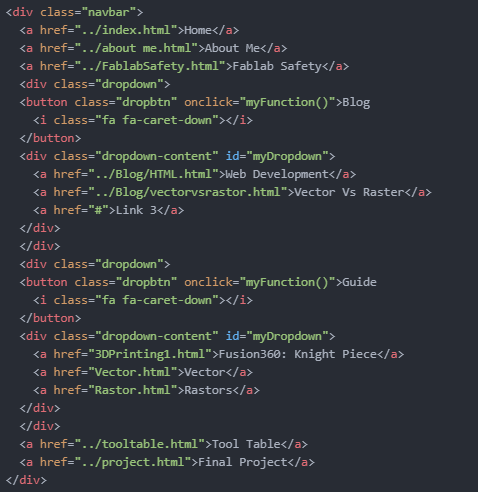 <div class="navbar">
  <a href="../index.html">Home</a>
  <a href="../about me.html">About Me</a>
  <a href="../FablabSafety.html">Fablab Safety</a>
  <div class="dropdown">
  <button class="dropbtn" onclick="myFunction()">Blog
    <i class="fa fa-caret-down"></i>
  </button>
  <div class="dropdown-content" id="myDropdown">
    <a href="../Blog/HTML.html">Web Development</a>
    <a href="../Blog/vectorvsrastor.html">Vector Vs Raster</a>
    <a href="#">Link 3</a>
  </div>
  </div>
  <div class="dropdown">
  <button class="dropbtn" onclick="myFunction()">Guide
    <i class="fa fa-caret-down"></i>
  </button>
  <div class="dropdown-content" id="myDropdown">
    <a href="3DPrinting1.html">Fusion360: Knight Piece</a>
    <a href="Vector.html">Vector</a>
    <a href="Rastor.html">Rastors</a>
  </div>
  </div>
  <a href="../tooltable.html">Tool Table</a>
  <a href="../project.html">Final Project</a>
</div>